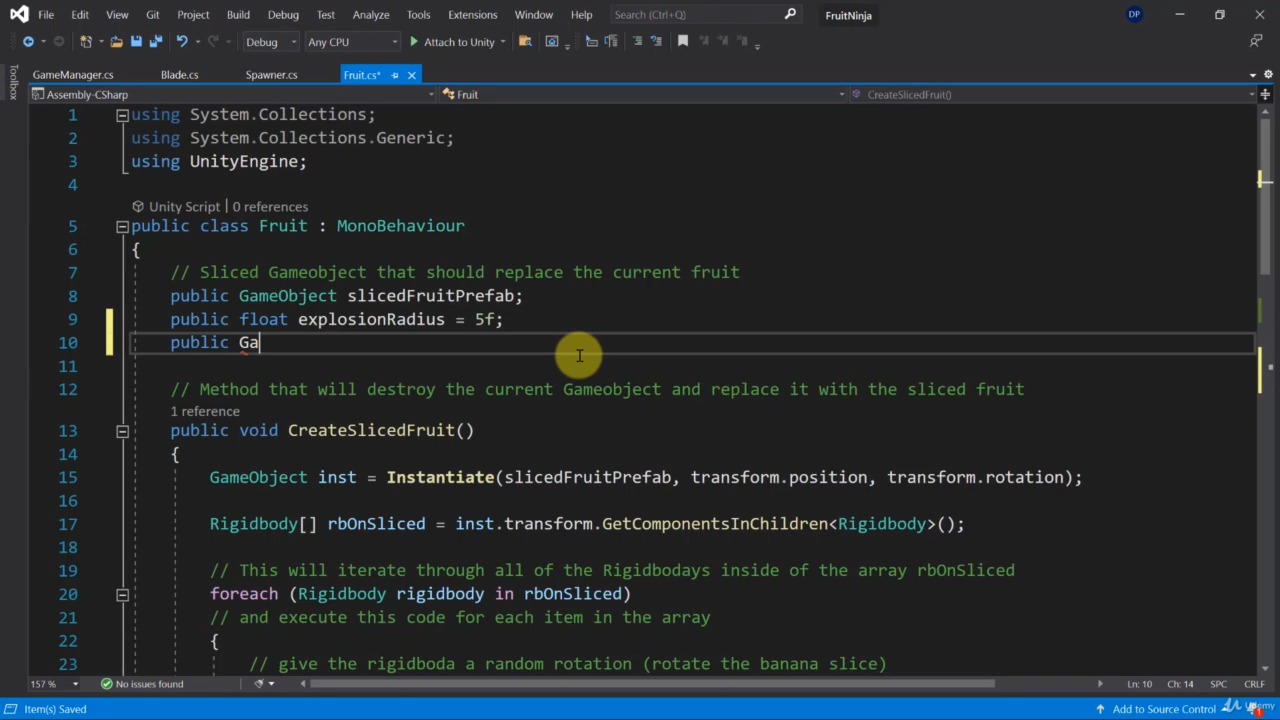 File Edit View Git Project Build Debug Test Analyze Tools Extensions Window Help Search (Ctrl+Q) FruitNinja DP
Debug Any CPU Attach to Unity
GameManager.cs Blade.cs Spawner.cs Fruit.cs*
Toolbox
Assembly-CSharp Fruit CreateSlicedFruit()
1 using System.Collections;
2 using System.Collections.Generic;
3 using UnityEngine;
4
Unity Script | 0 references
5 public class Fruit : MonoBehaviour
6 {
7 // Sliced Gameobject that should replace the current fruit
8 public GameObject slicedFruitPrefab;
9 public float explosionRadius = 5f;
10 public Ga
11
12 // Method that will destroy the current Gameobject and replace it with the sliced fruit
1 reference
13 public void CreateSlicedFruit()
14 {
15 GameObject inst = Instantiate(slicedFruitPrefab, transform.position, transform.rotation);
16
17 Rigidbody[] rbOnSliced = inst.transform.GetComponentsInChildren<Rigidbody>();
18
19 // This will iterate through all of the Rigidbodays inside of the array rbOnSliced
20 foreach (Rigidbody rigidbody in rbOnSliced)
21 // and execute this code for each item in the array
22 {
23 // give the rigidboda a random rotation (rotate the banana slice)
157 % No issues found Ln: 10 Ch: 14 SPC CRLF
Item(s) Saved Add to Source Control 1
Udemy